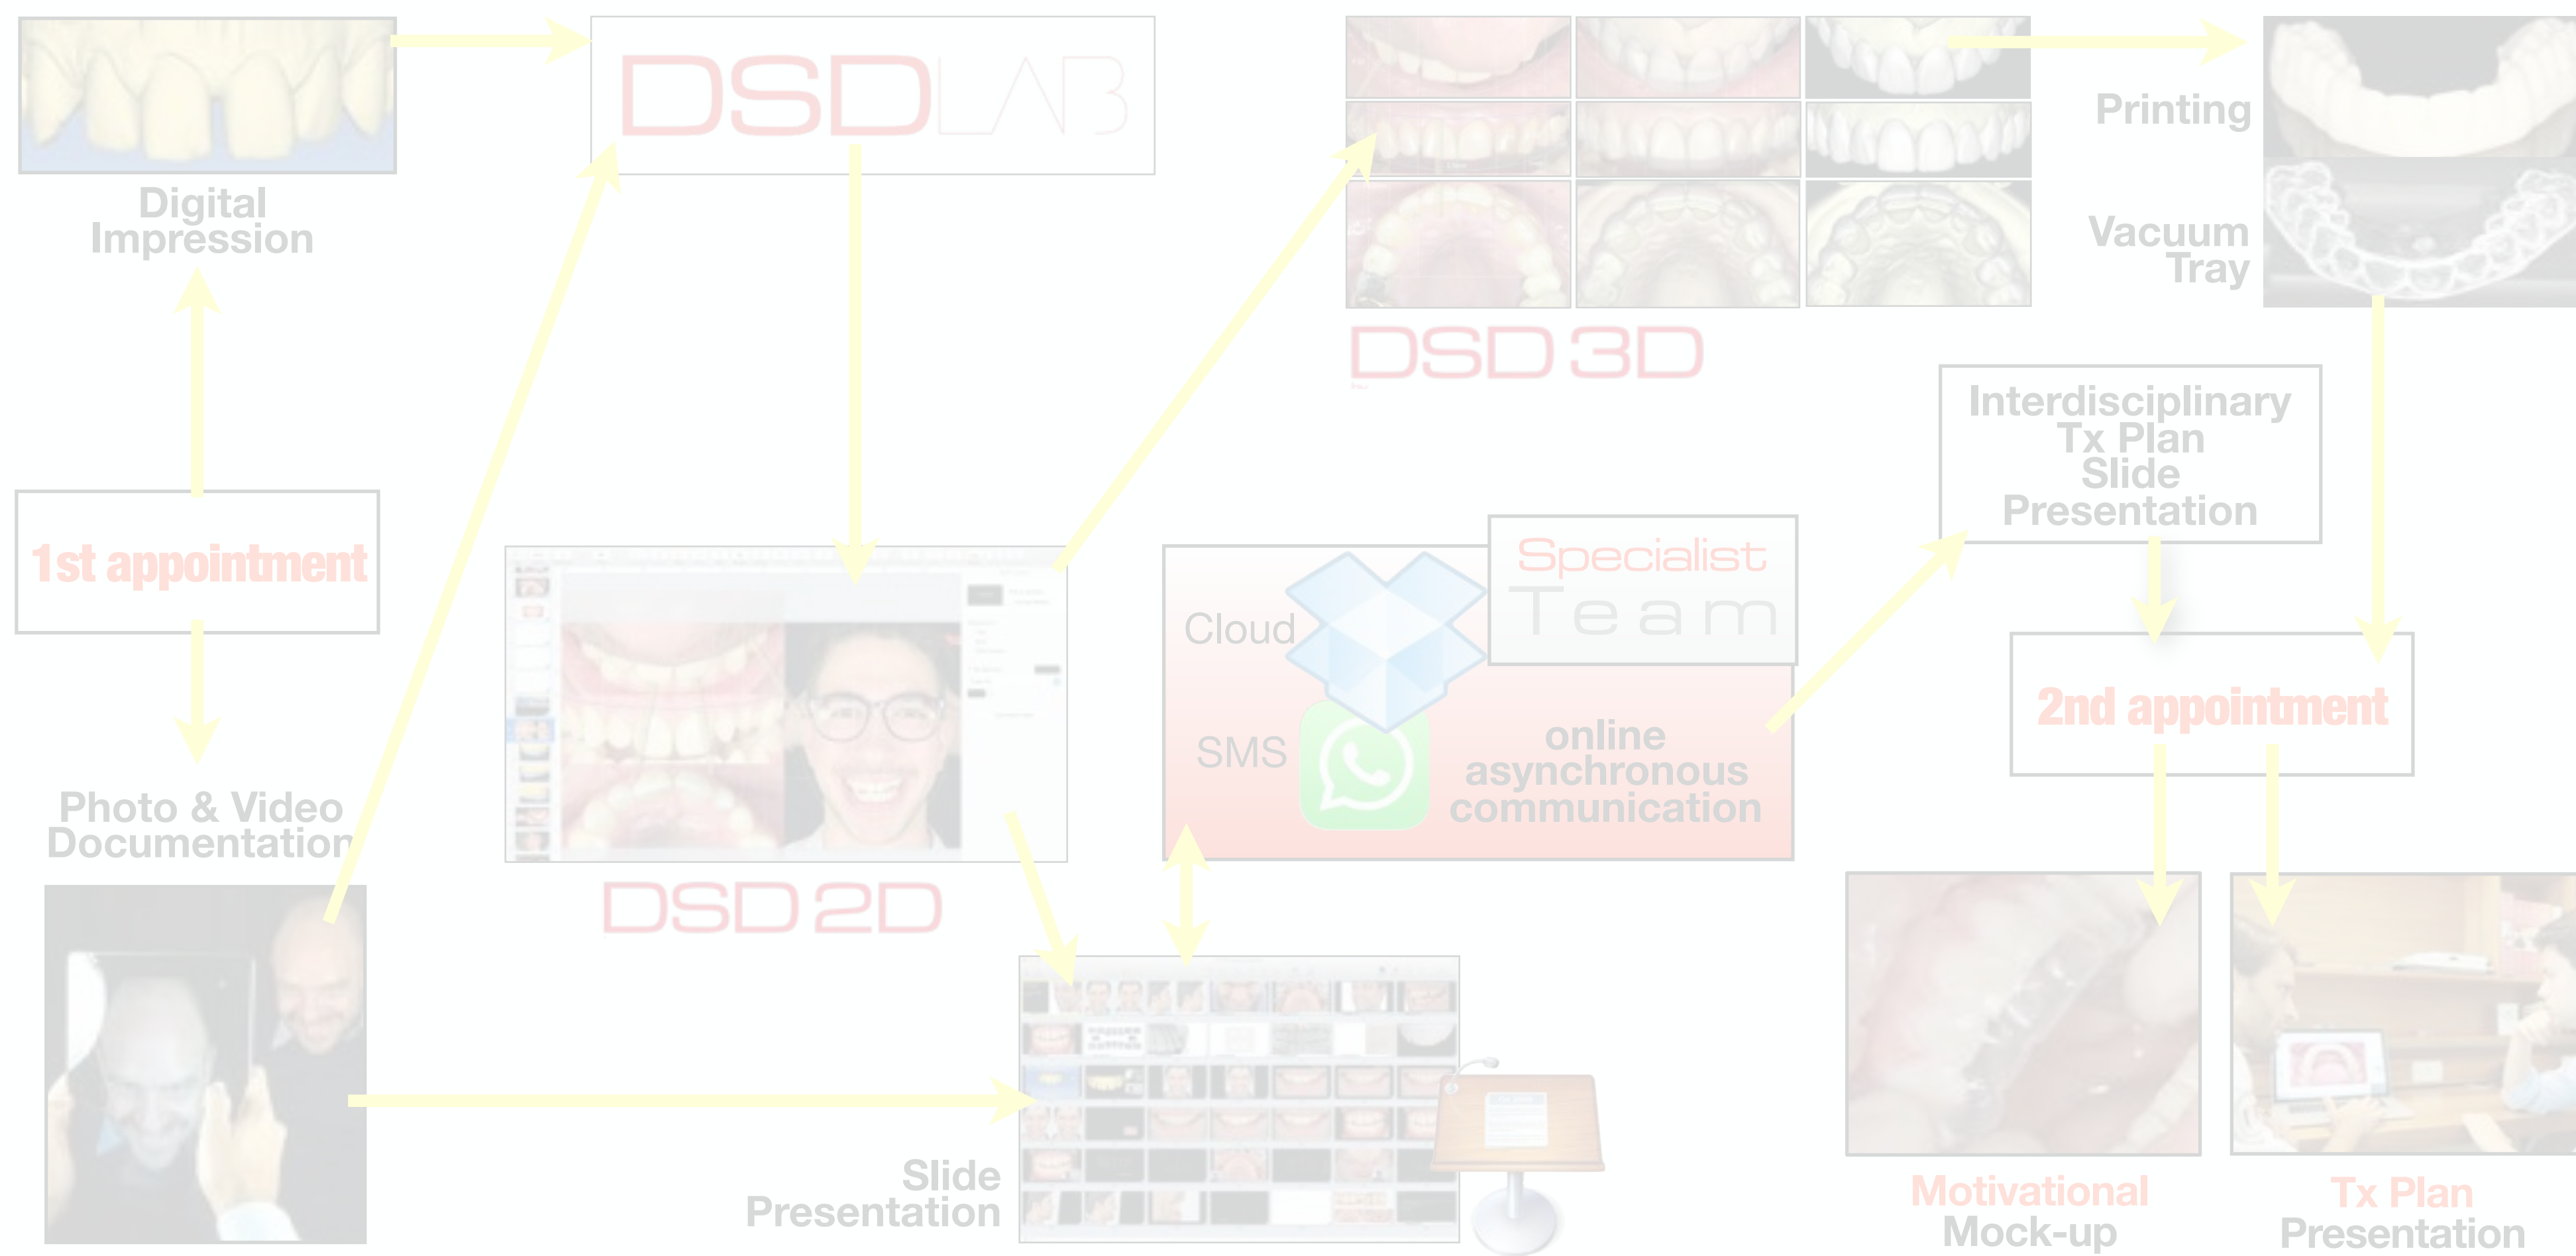 DSDLAB
Printing
Digital
Impression
Vacuum
Tray
DSD 3D
Interdisciplinary
Tx Plan
Slide
Presentation
1st appointment
Specialist
Team
Cloud
SMS
online
asynchronous
communication
2nd appointment
Photo & Video
Documentation
DSD 2D
Slide
Presentation
Motivational
Mock-up
Tx Plan
Presentation